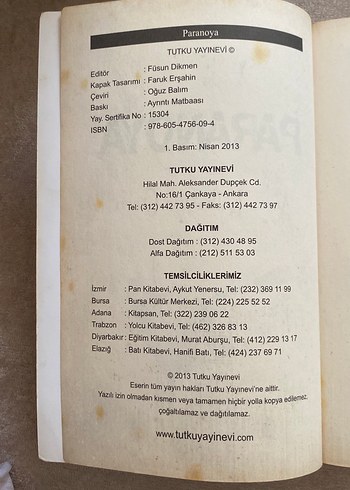 Paranoya
TUTKU YAYINEVİ ©
Editör : Füsun Dikmen
Kapak Tasarımı : Faruk Erşahin
Çeviri : Oğuz Balım
Baskı : Ayrıntı Matbaası
Yay. Sertifika No : 15304
ISBN : 978-605-4756-09-4
1. Basım: Nisan 2013
TUTKU YAYINEVİ
Hilal Mah. Aleksander Dupçek Cd.
No:16/1 Çankaya - Ankara
Tel: (312) 442 73 95 - Faks: (312) 442 73 97
DAĞITIM
Dost Dağıtım : (312) 430 48 95
Alfa Dağıtım : (212) 511 53 03
TEMSİLCİLİKLERİMİZ
İzmir : Pan Kitabevi, Aykut Yenersu, Tel: (232) 369 11 99
Bursa : Bursa Kültür Merkezi, Tel: (224) 225 52 52
Adana : Kitapsan, Tel: (322) 239 06 22
Trabzon : Yolcu Kitabevi, Tel: (462) 326 83 13
Diyarbakır : Eğitim Kitabevi, Murat Aburşu, Tel: (412) 229 13 17
Elazığ : Batı Kitabevi, Hanifi Batı, Tel: (424) 237 69 71
© 2013 Tutku Yayınevi
Eserin tüm yayın hakları Tutku Yayınevi'ne aittir.
Yazılı izin olmadan kısmen veya tamamen hiçbir yolla kopya edilemez,
çoğaltılamaz ve dağıtılamaz.
www.tutkuyayinevi.com